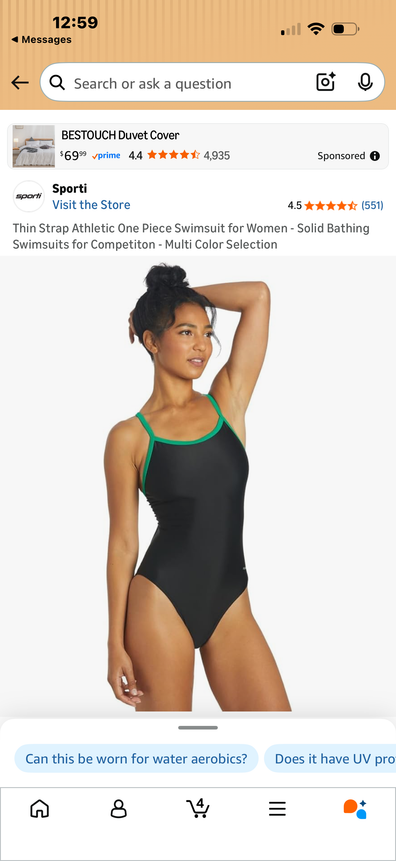 12:59
◀ Messages
Search or ask a question
BESTOUCH Duvet Cover
$69⁹⁹ prime 4.4 4,935
Sponsored
sporti
Sporti
Visit the Store
4.5 (551)
Thin Strap Athletic One Piece Swimsuit for Women - Solid Bathing
Swimsuits for Competiton - Multi Color Selection
Can this be worn for water aerobics?
Does it have UV pro
4